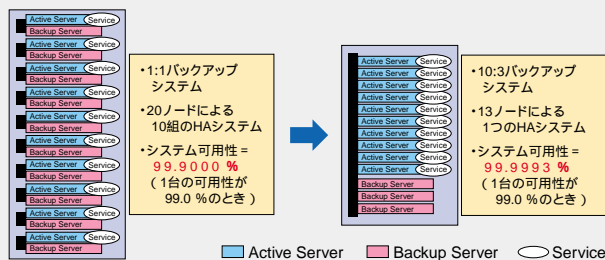 Active Server Service
Backup Server
Active Server Service
Backup Server
Active Server Service
Backup Server
Active Server Service
Backup Server
Active Server Service
Backup Server
Active Server Service
Backup Server
Active Server Service
Backup Server
Active Server Service
Backup Server
Active Server Service
Backup Server
Active Server Service
Backup Server
・1:1バックアップ
システム
・20ノードによる
10組のHAシステム
・システム可用性=
99.9000 %
(1台の可用性が
99.0 %のとき)
Active Server Service
Active Server Service
Active Server Service
Active Server Service
Active Server Service
Active Server Service
Active Server Service
Active Server Service
Active Server Service
Active Server Service
Backup Server
Backup Server
Backup Server
・10:3バックアップ
システム
・13ノードによる
1つのHAシステム
・システム可用性=
99.9993 %
(1台の可用性が
99.0 %のとき)
Active Server Backup Server Service